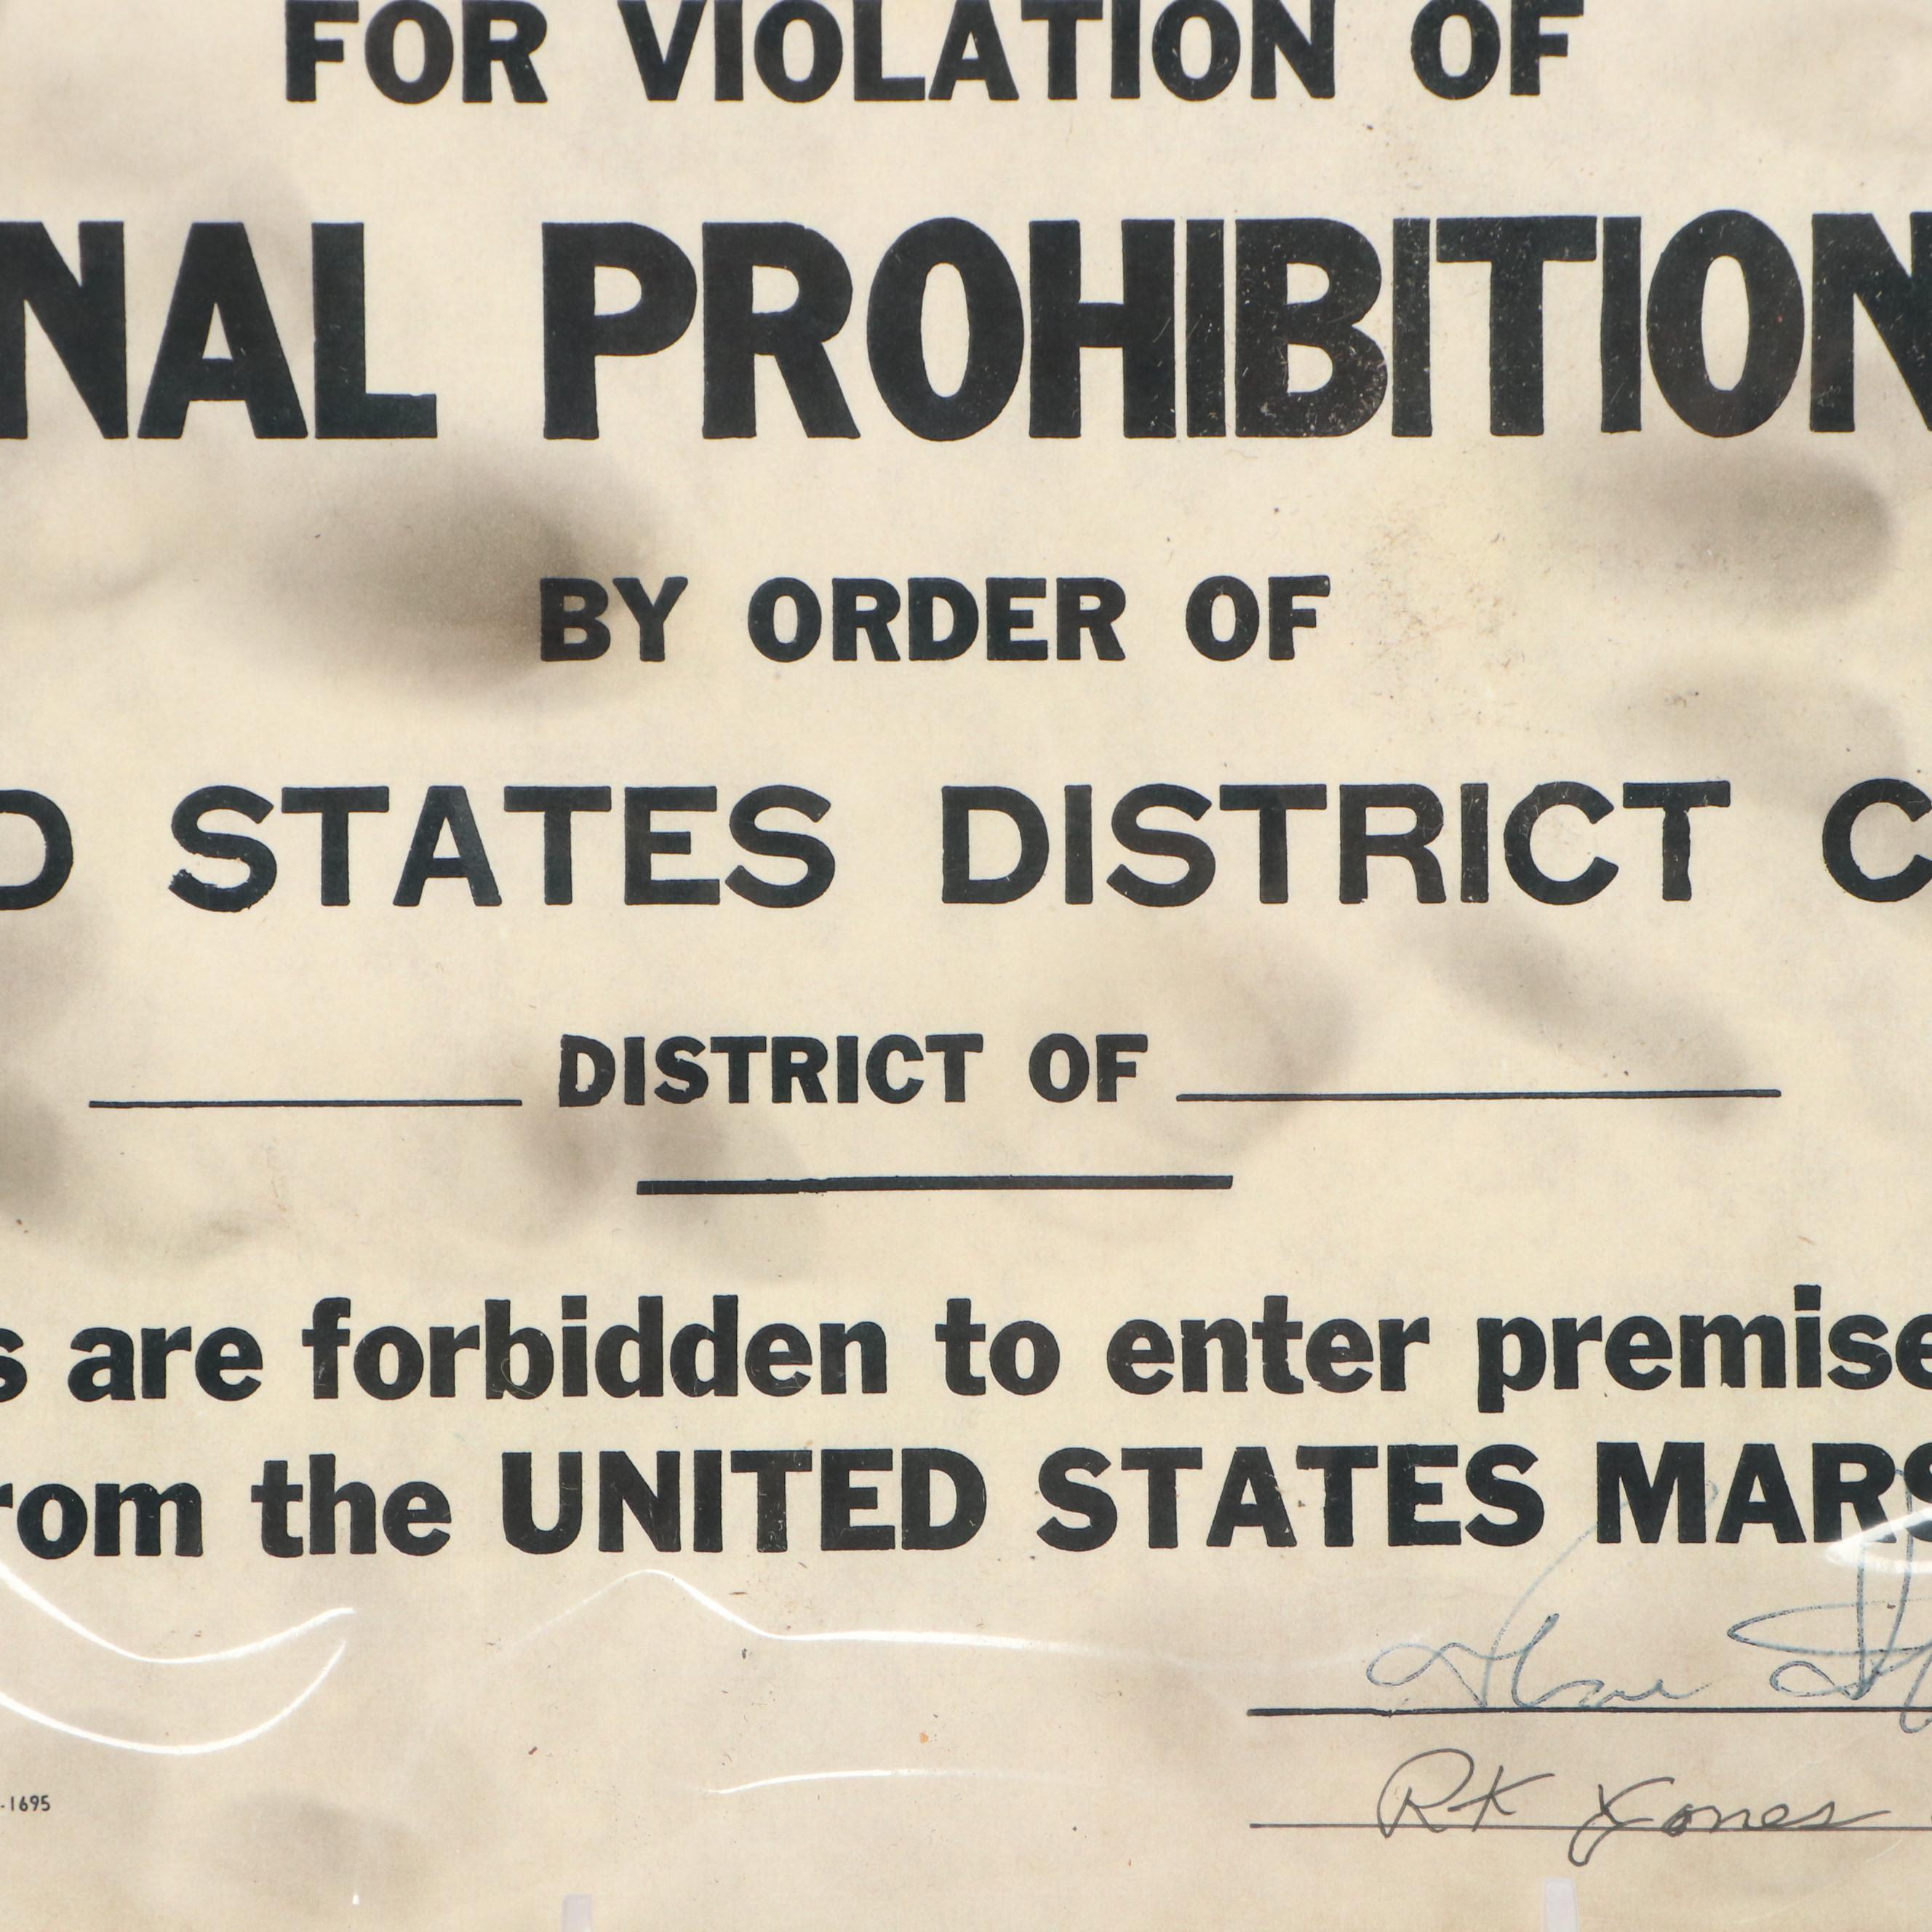 FOR VIOLATION OF
NAL PROHIBITION
BY ORDER OF
D STATES DISTRICT C
DISTRICT OF
s are forbidden to enter premise
rom the UNITED STATES MARS
RK Jones
-1695